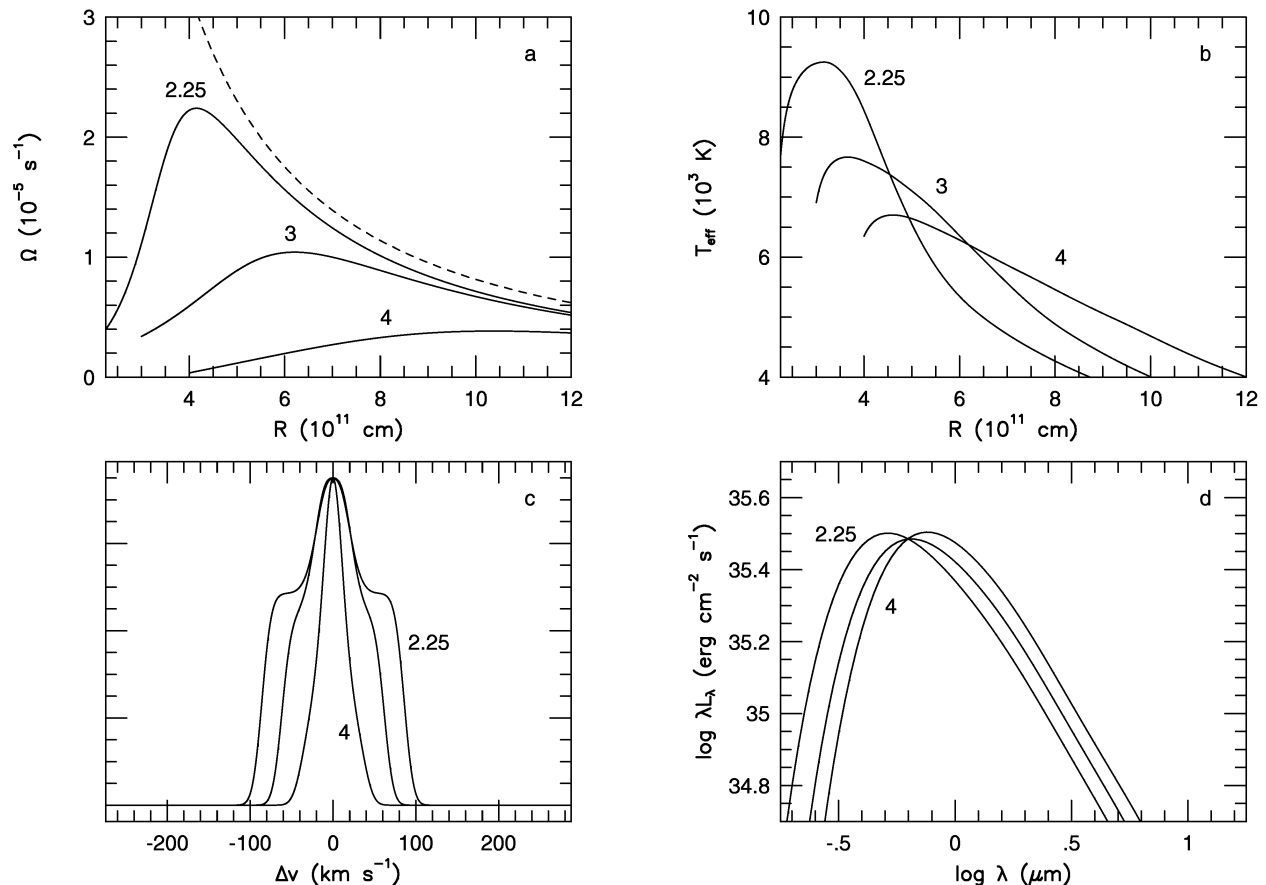 a
3
2
1
0
2.25
3
4
Ω (10⁻⁵ s⁻¹)
4 6 8 10 12
R (10¹¹ cm)
b
10
8
6
4
2.25
3
4
T_eff (10³ K)
4 6 8 10 12
R (10¹¹ cm)
c
2.25
4
-200 -100 0 100 200
Δv (km s⁻¹)
d
35.6
35.4
35.2
35
34.8
2.25
4
log λL_λ (erg cm⁻² s⁻¹)
-.5 0 .5 1
log λ (μm)